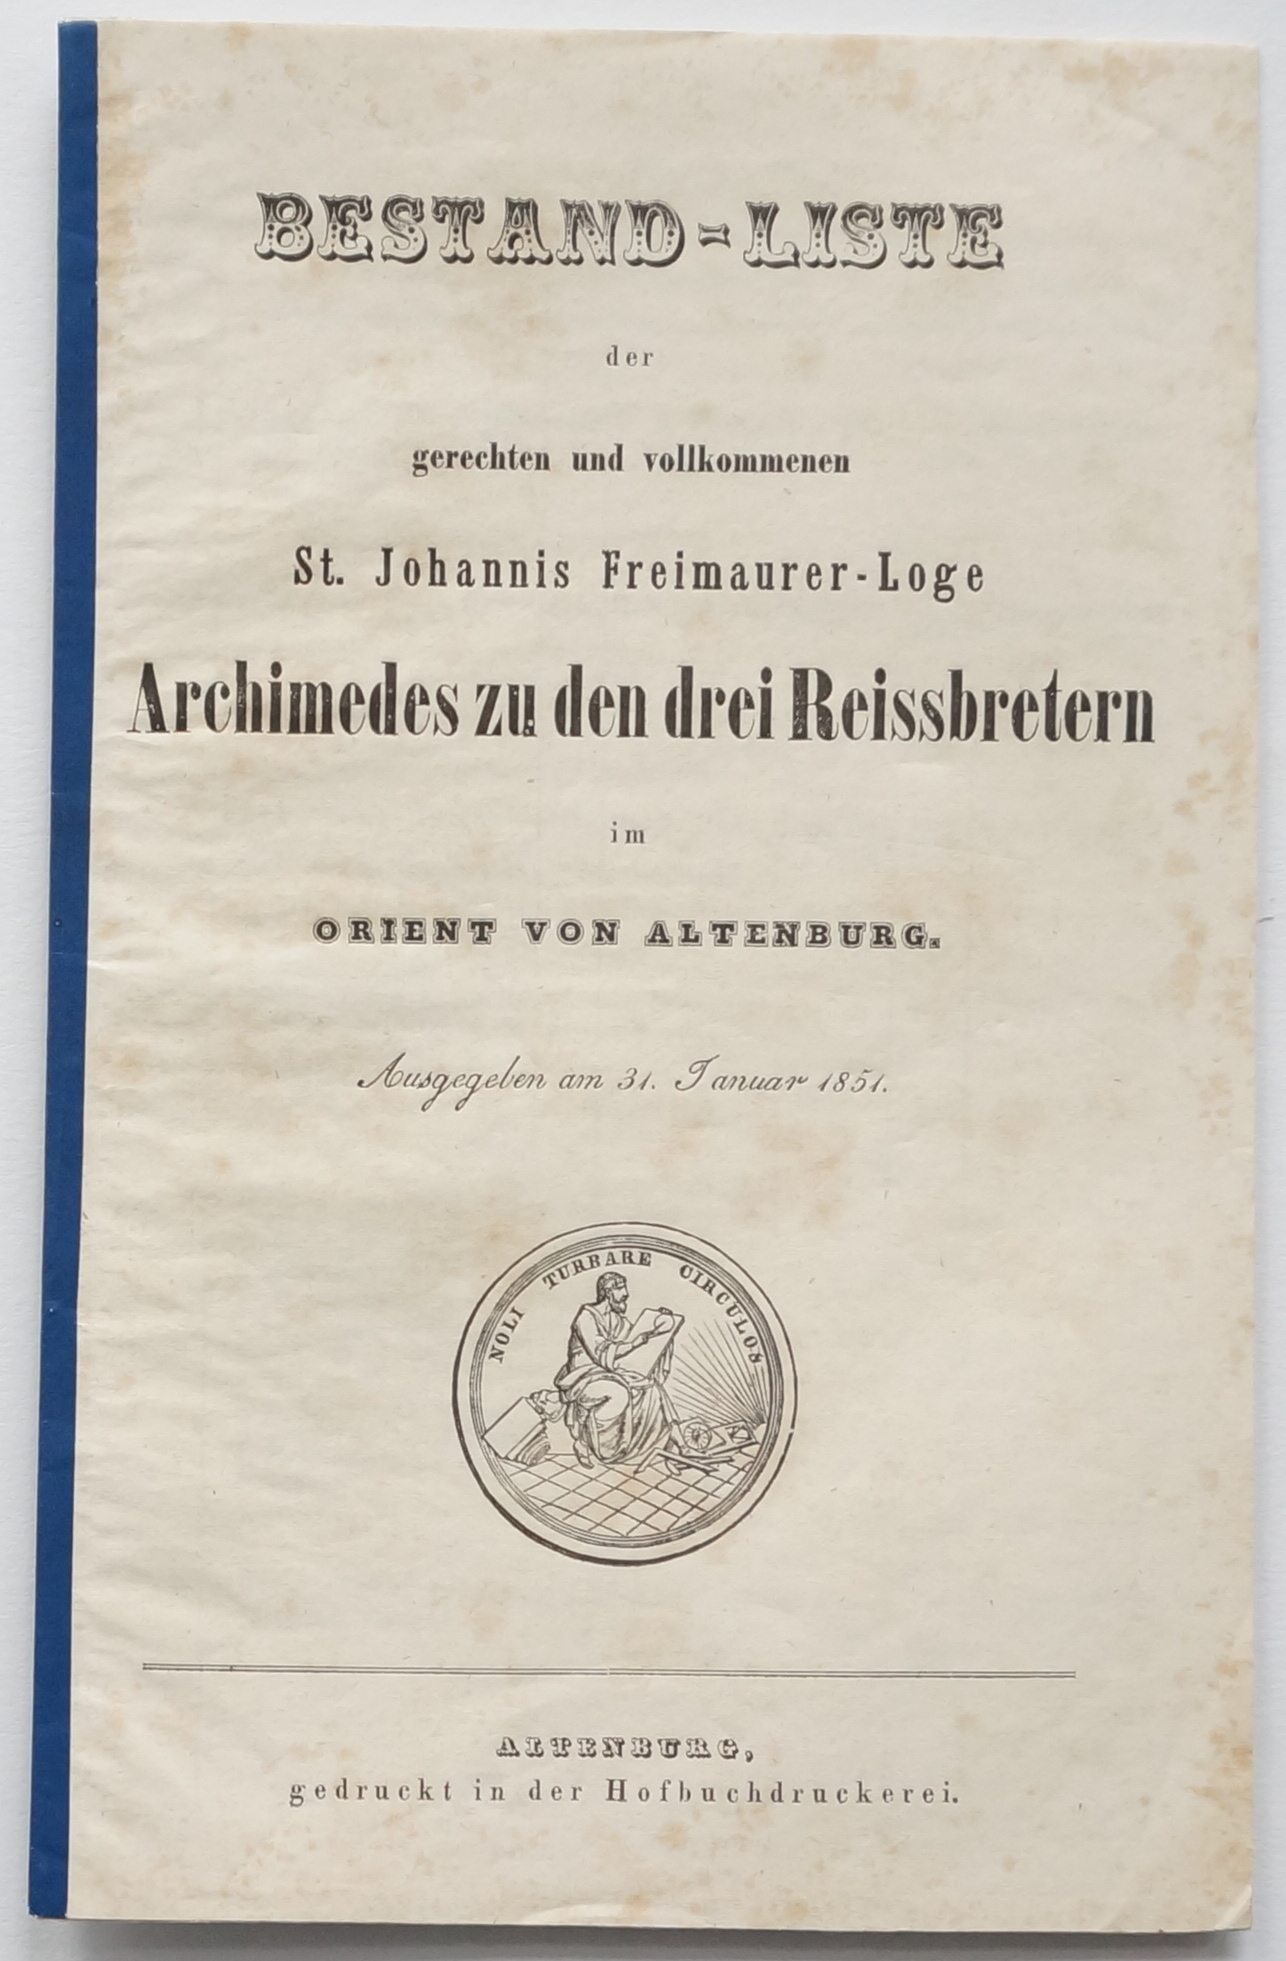 BESTAND-LISTE
der
gerechten und vollkommenen
St. Johannis Freimaurer-Loge
Archimedes zu den drei Reissbretern
im
ORIENT VON ALTENBURG.
Ausgegeben am 31. Januar 1851.
NOLI TURBARE CIRCULOS
ALTENBURG,
gedruckt in der Hofbuchdruckerei.